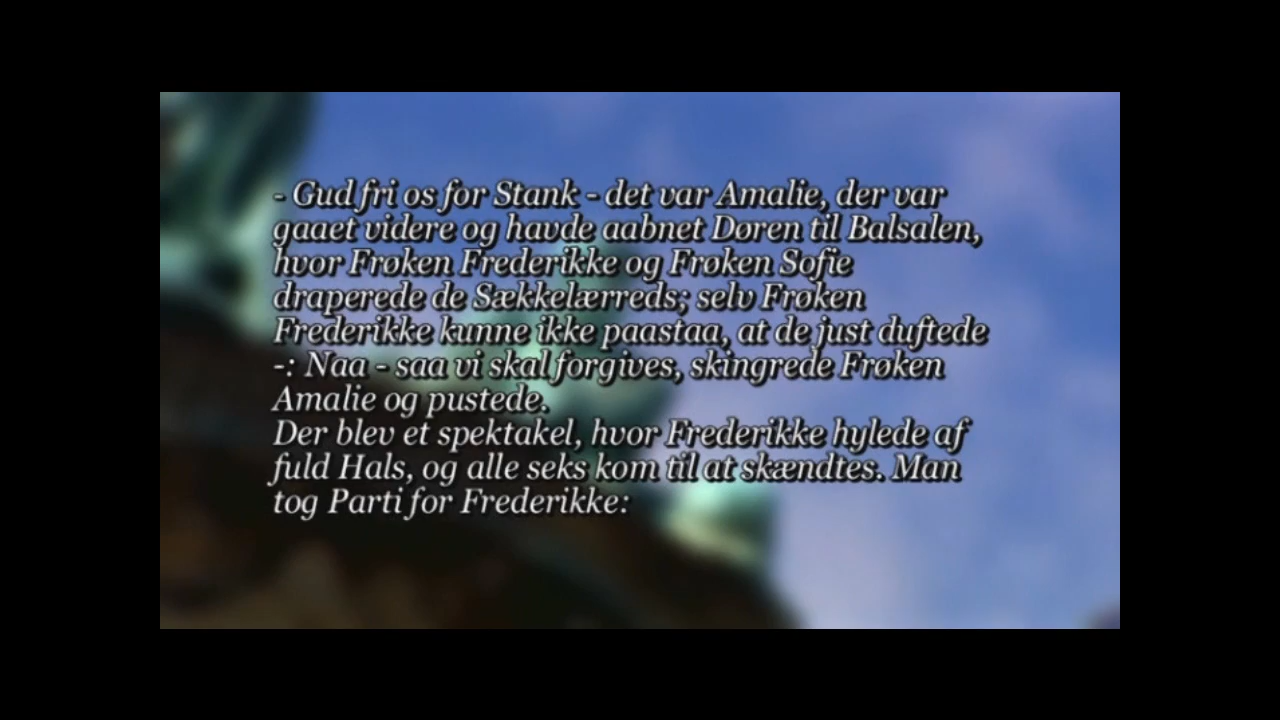 - Gud fri os for Stank - det var Amalie, der var
gaaet videre og havde aabnet Døren til Balsalen,
hvor Frøken Frederikke og Frøken Sofie
draperede de Sækkelærreds; selv Frøken
Frederikke kunne ikke paastaa, at de just duftede
-: Naa - saa vi skal forgives, skingrede Frøken
Amalie og pustede.
Der blev et spektakel, hvor Frederikke hylede af
fuld Hals, og alle seks kom til at skændtes. Man
tog Parti for Frederikke: